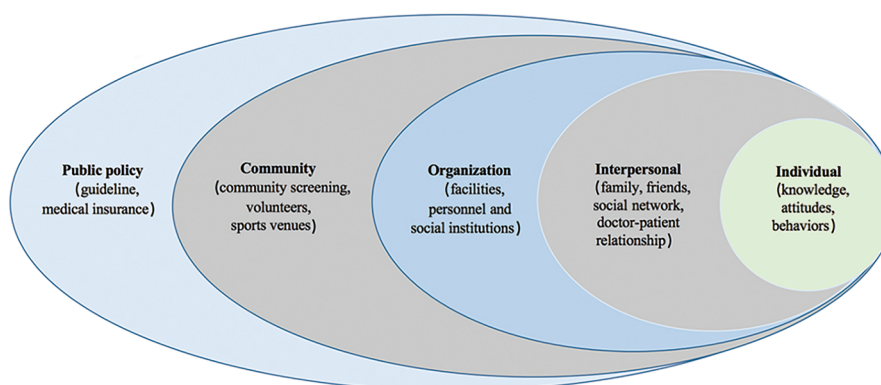 Public policy
(guideline,
medical insurance)
Community
(community screening,
volunteers,
sports venues)
Organization
(facilities,
personnel and
social institutions)
Interpersonal
(family, friends,
social network,
doctor-patient
relationship)
Individual
(knowledge,
attitudes,
behaviors)